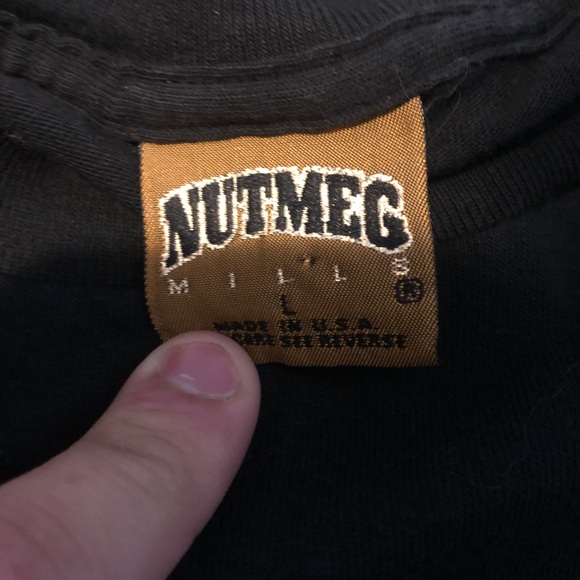 NUTMEG
MILLS
®
L
MADE IN U.S.A.
CARE SEE REVERSE